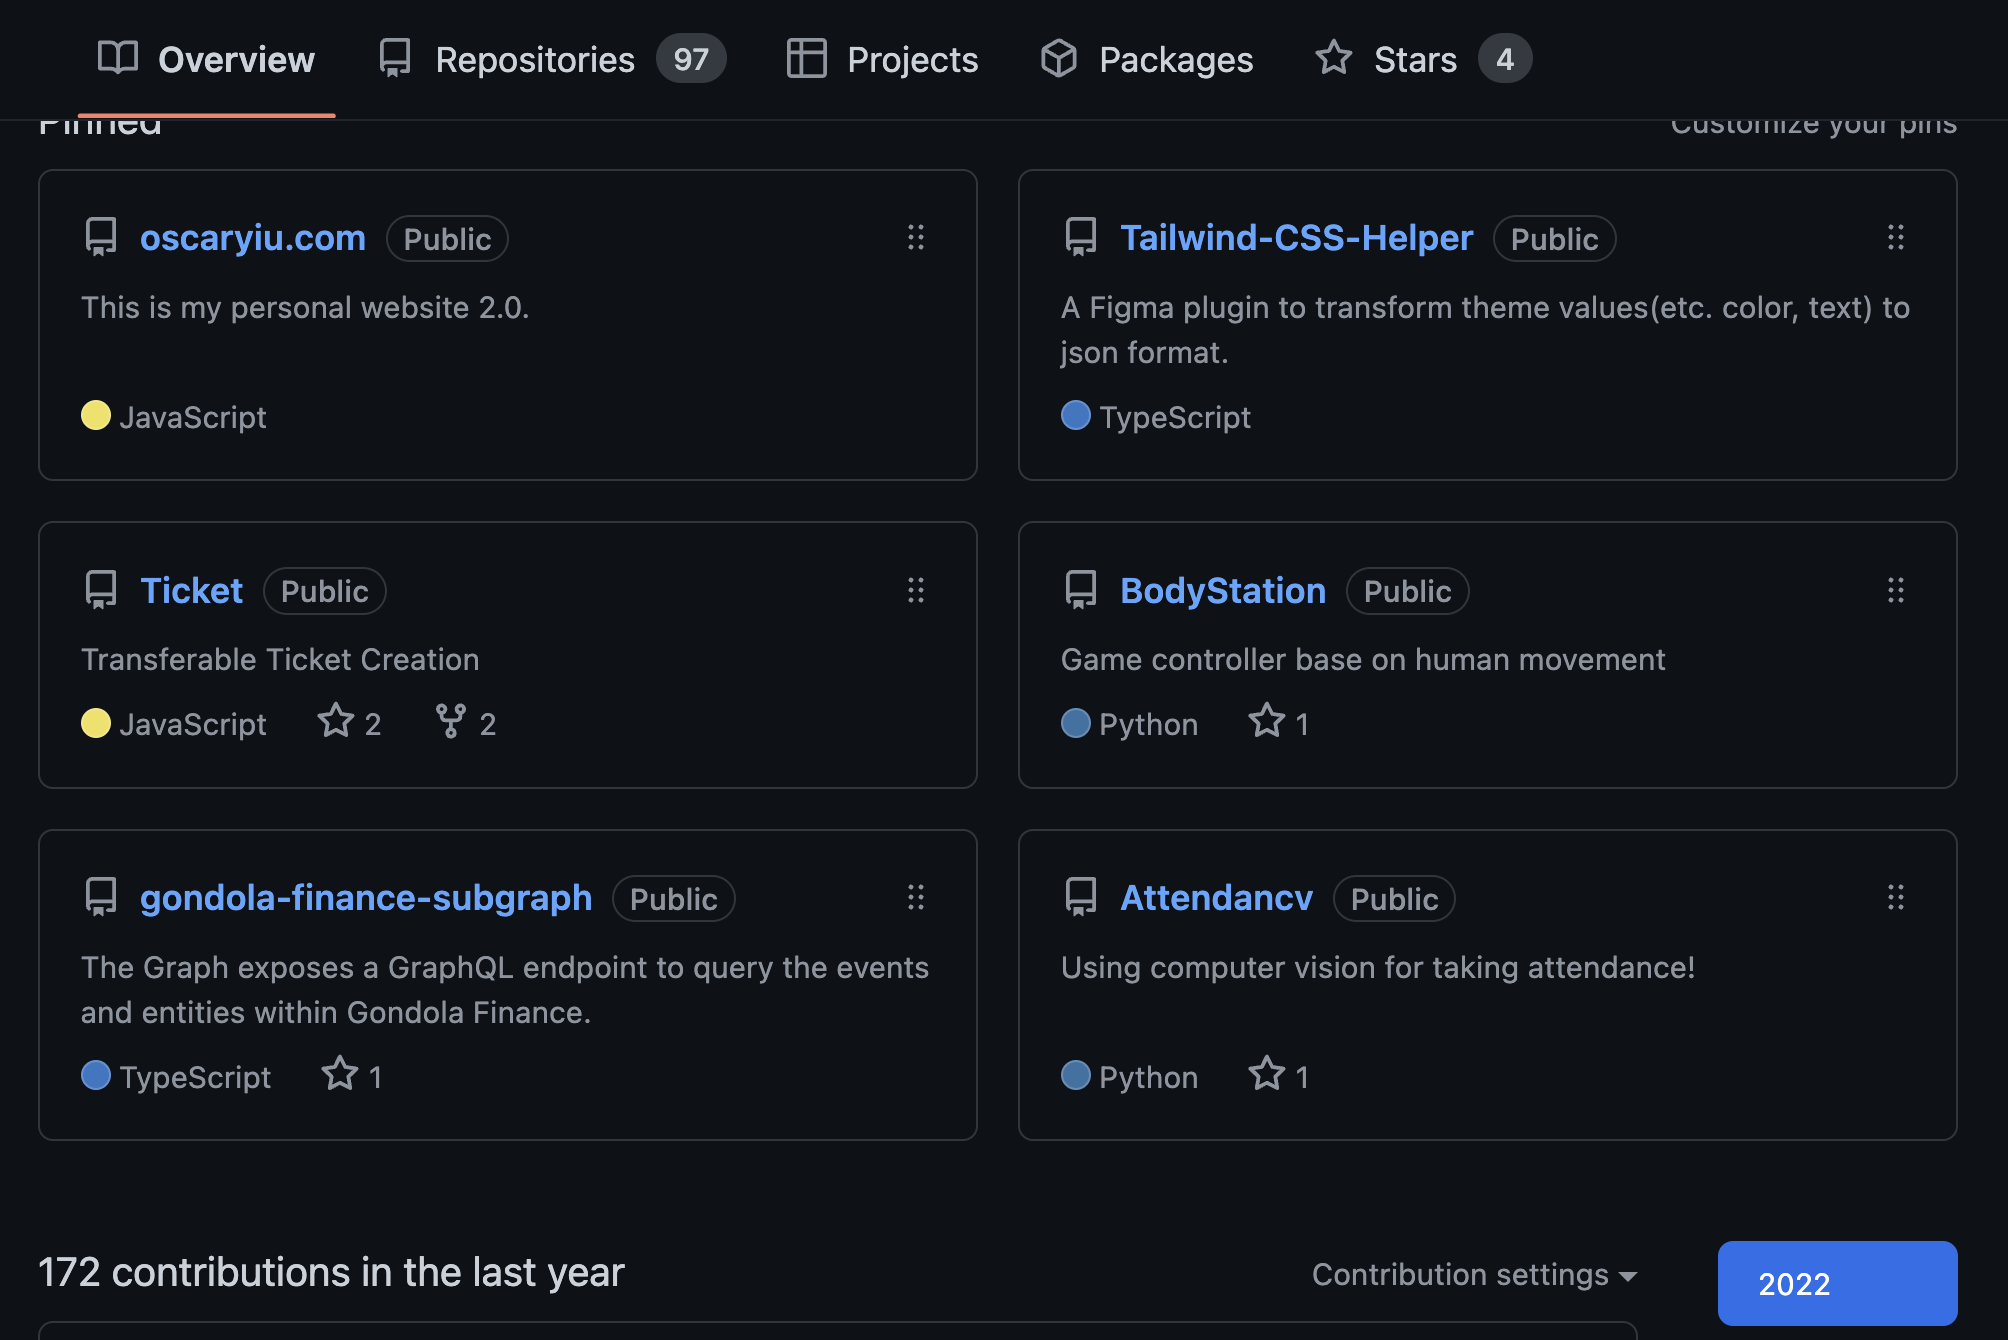 Overview Repositories 97 Projects Packages Stars 4
Pinned Customize your pins
oscaryiu.com Public
This is my personal website 2.0.
JavaScript
Tailwind-CSS-Helper Public
A Figma plugin to transform theme values(etc. color, text) to
json format.
TypeScript
Ticket Public
Transferable Ticket Creation
JavaScript 2 2
BodyStation Public
Game controller base on human movement
Python 1
gondola-finance-subgraph Public
The Graph exposes a GraphQL endpoint to query the events
and entities within Gondola Finance.
TypeScript 1
Attendancv Public
Using computer vision for taking attendance!
Python 1
172 contributions in the last year
Contribution settings
2022